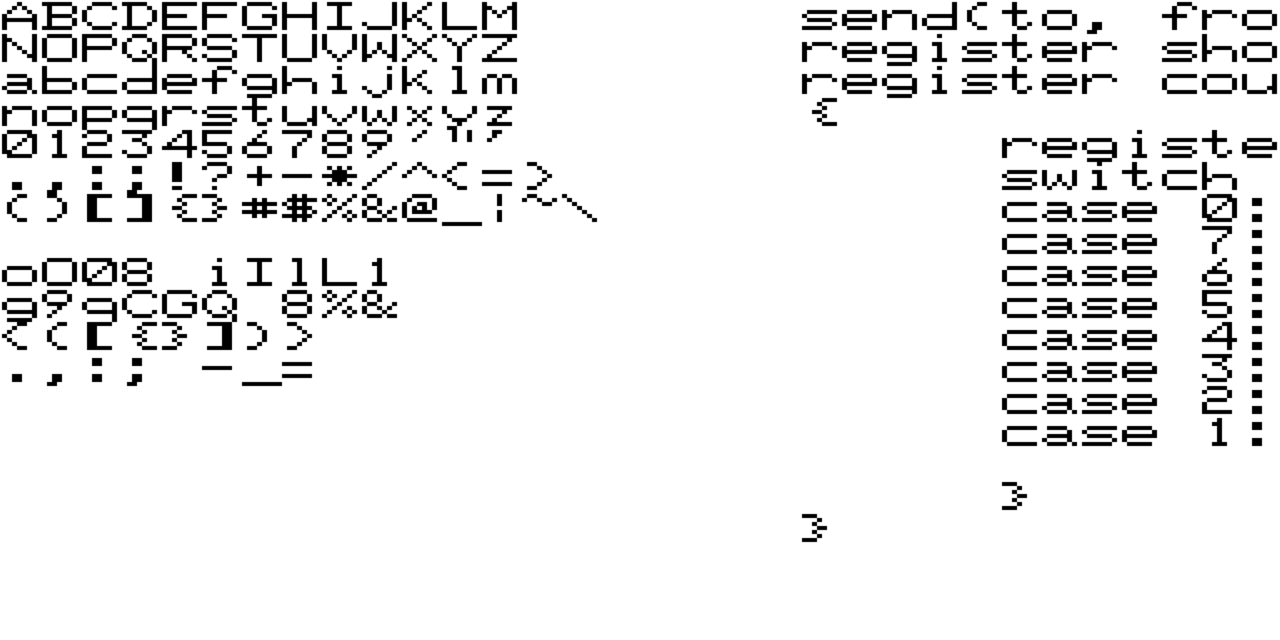 ABCDEFGHIJKLM
NOPQRSTUVWXYZ
abcdefghijklm
nopqrstuvwxyz
0123456789´"'
.,:;!?+-*/^<=>
()[]{}#%&@_¦~\
oO08 iIlL1
g9qCGQ 8%&
<([{}])>
.,:; -_=
send(to, fro
register sho
register cou
{
registe
switch
case 0:
case 7:
case 6:
case 5:
case 4:
case 3:
case 2:
case 1:
}
}